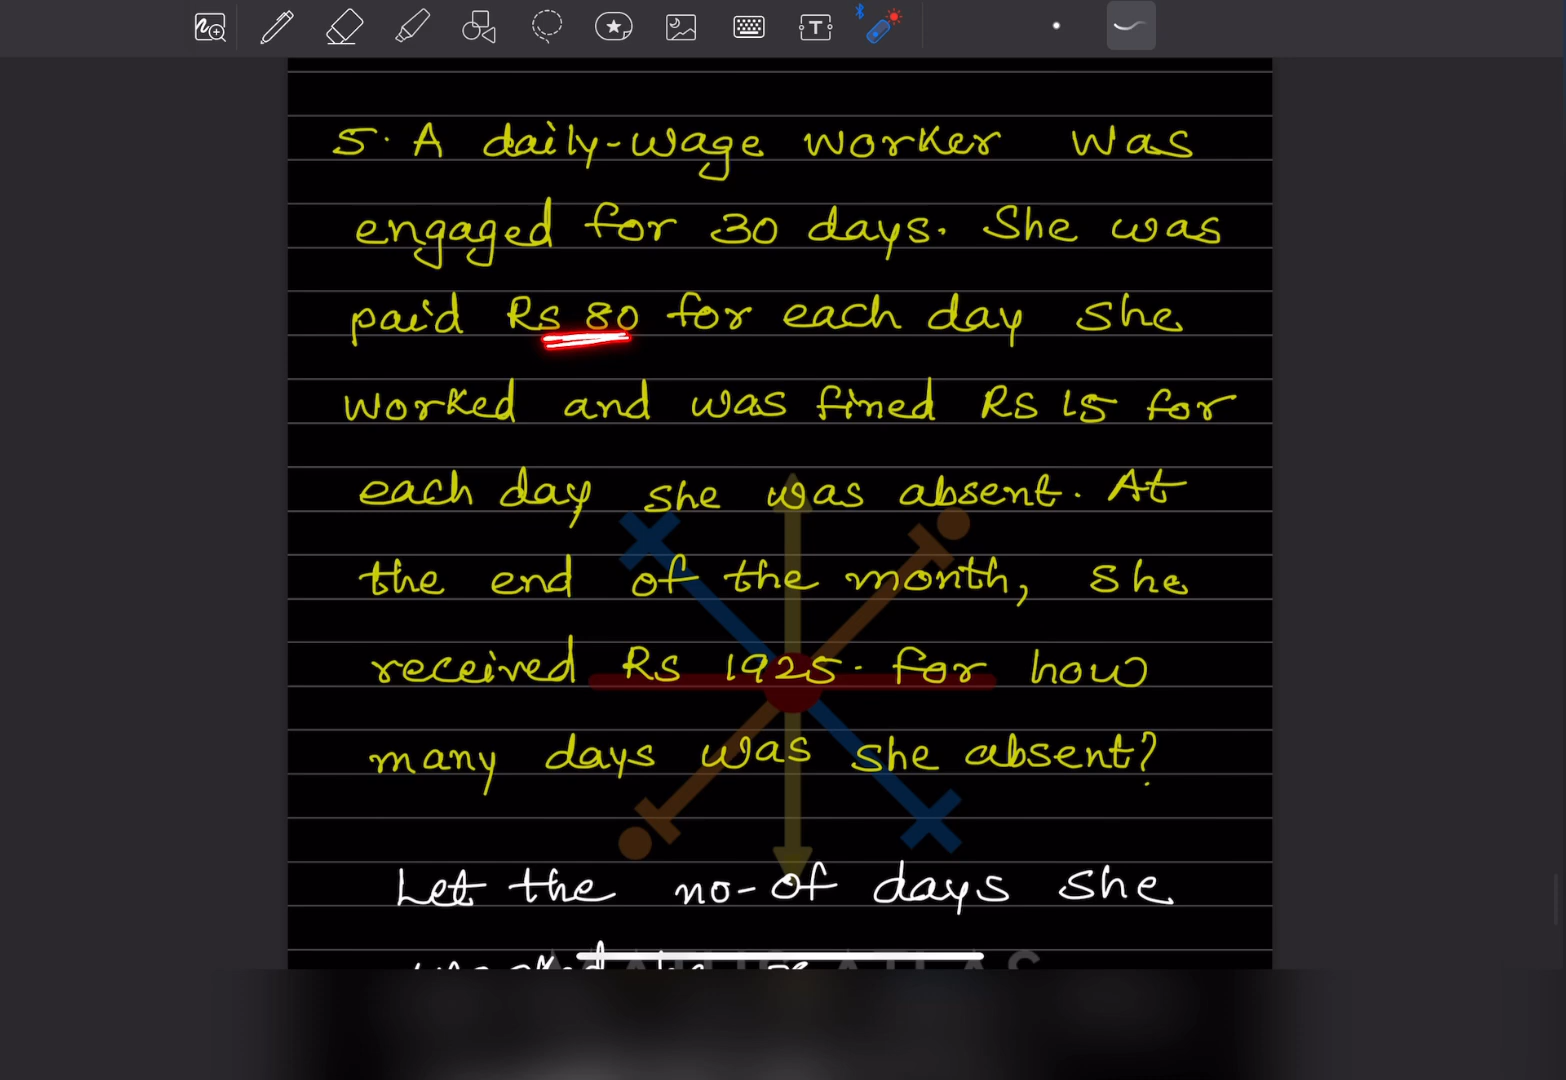 5. A daily-wage worker was
engaged for 30 days. She was
paid Rs 80 for each day she
worked and was fined Rs 15 for
each day she was absent. At
the end of the month, she
received Rs 1925. for how
many days was she absent?
Let the no-of days she